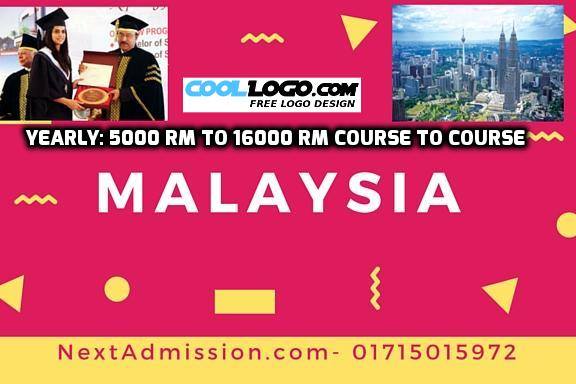 COOLLOGO.COM
FREE LOGO DESIGN
YEARLY: 5000 RM TO 16000 RM COURSE TO COURSE
MALAYSIA
NextAdmission.com- 01715015972